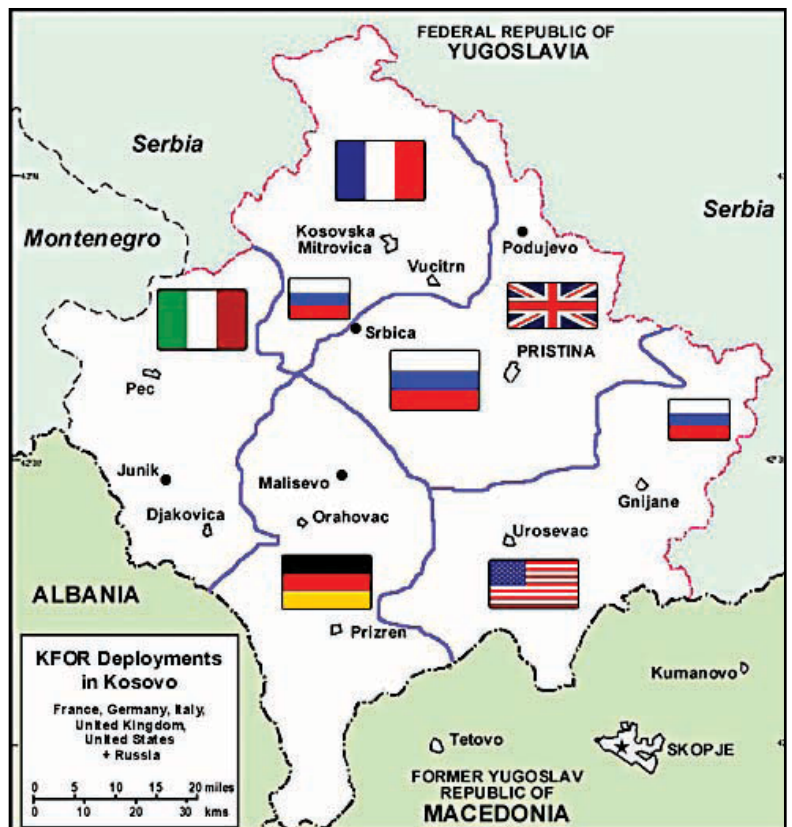 FEDERAL REPUBLIC OF
YUGOSLAVIA
Serbia
Serbia
Montenegro
Kosovska
Mitrovica
Podujevo
Vucitrn
Srbica
PRISTINA
Pec
Junik
Malisevo
Gnijane
Djakovica
Orahovac
Urosevac
ALBANIA
Prizren
KFOR Deployments
in Kosovo
France, Germany, Italy,
United Kingdom,
United States
+ Russia
0 5 10 15 20 miles
0 10 20 30 kms
Kumanovo
Tetovo
SKOPJE
FORMER YUGOSLAV
REPUBLIC OF
MACEDONIA